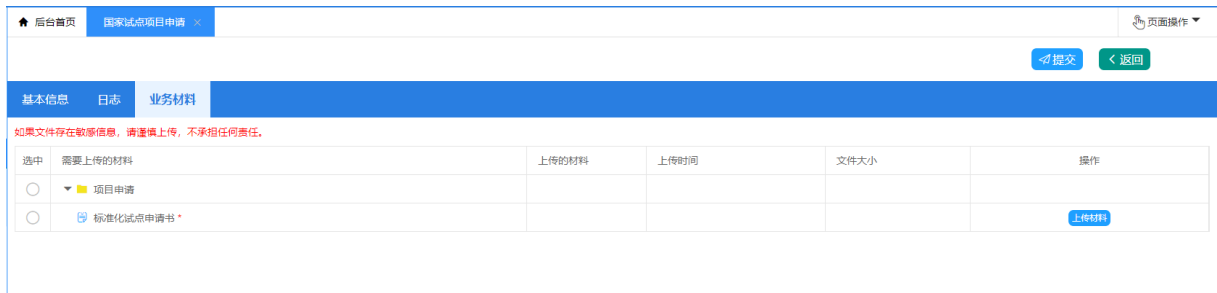 后台首页 国家试点项目申请 × 页面操作
提交 返回
基本信息 日志 业务材料
如果文件存在敏感信息，请谨慎上传，不承担任何责任。
选中 需要上传的材料 上传的材料 上传时间 文件大小 操作
项目申请
标准化试点申请书 * 上传材料